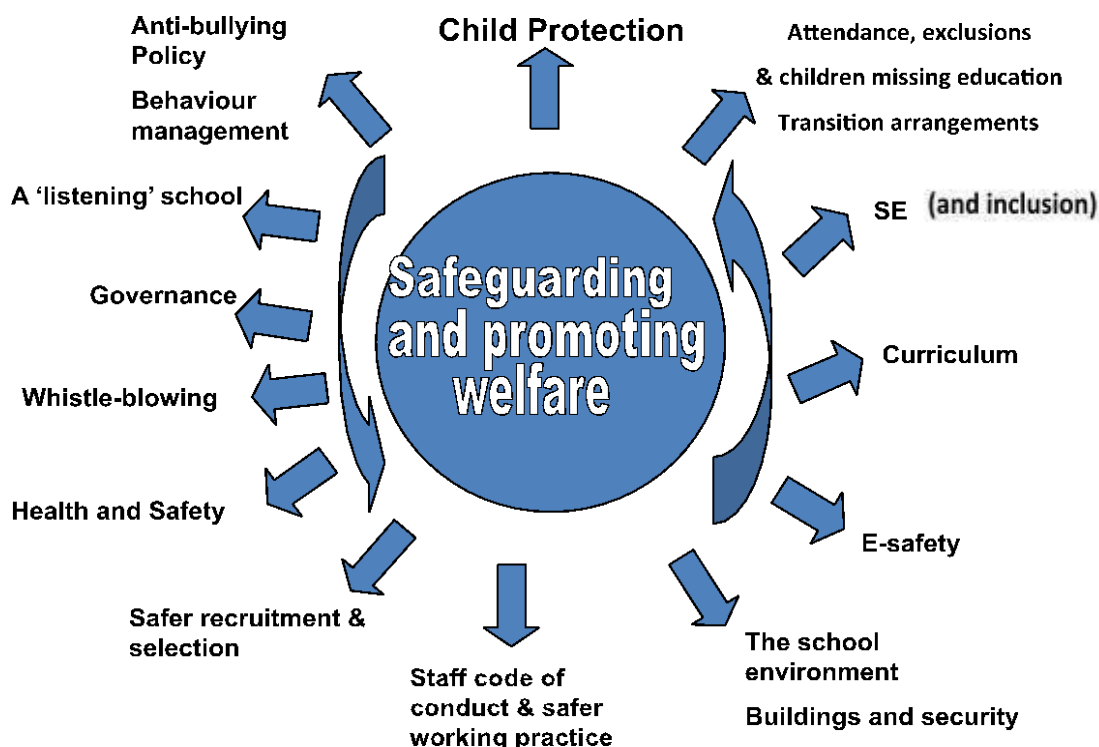 Child Protection
Anti-bullying
Policy
Behaviour
management
A ‘listening’ school
Governance
Whistle-blowing
Health and Safety
Safer recruitment &
selection
Staff code of
conduct & safer
working practice
Safeguarding
and promoting
welfare
Attendance, exclusions
& children missing education
Transition arrangements
SE (and inclusion)
Curriculum
E-safety
The school
environment
Buildings and security